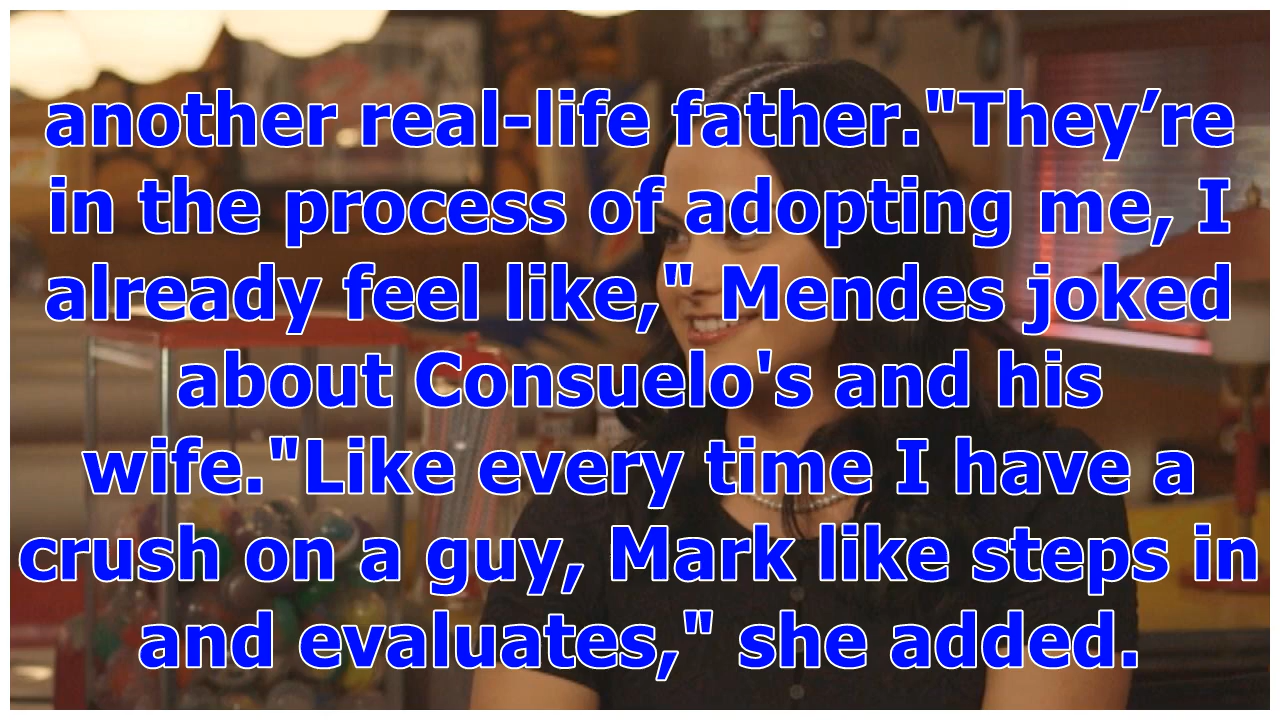 another real-life father."They’re
in the process of adopting me, I
already feel like," Mendes joked
about Consuelo's and his
wife."Like every time I have a
crush on a guy, Mark like steps in
and evaluates," she added.